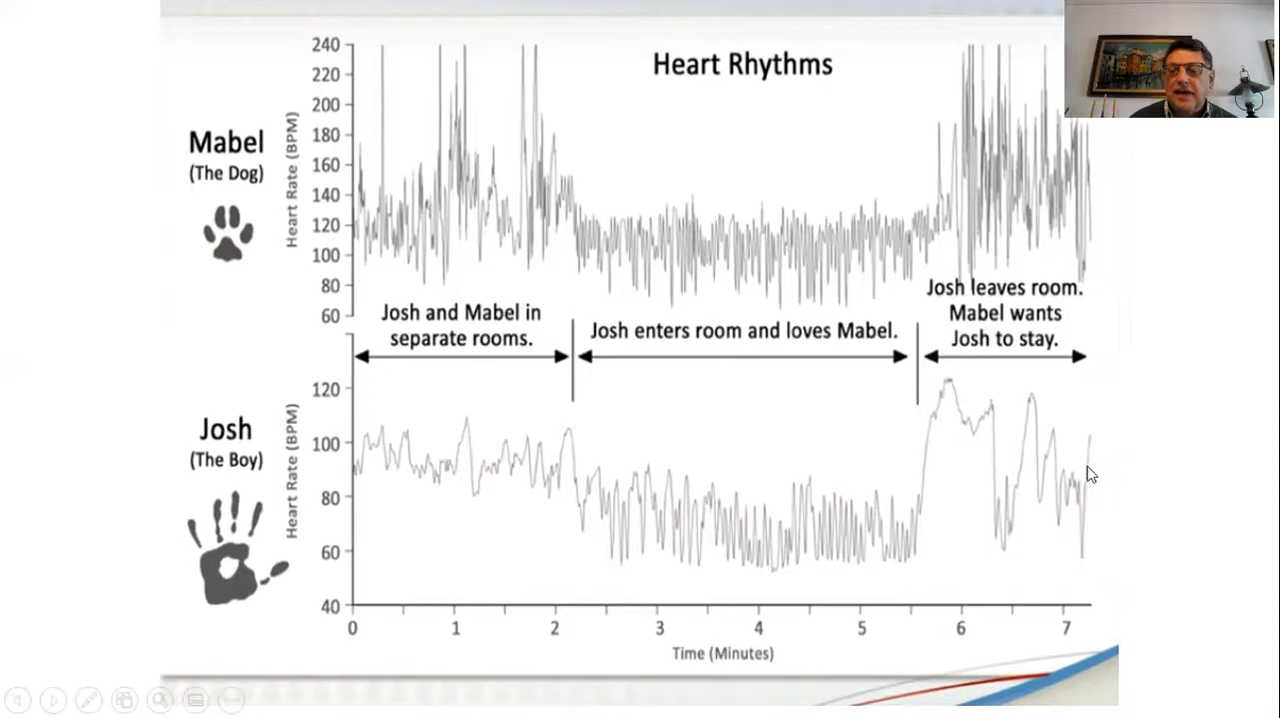 Heart Rhythms
Mabel
(The Dog)
Heart Rate (BPM)
240
220
200
180
160
140
120
100
80
60
Josh and Mabel in
separate rooms.
Josh enters room and loves Mabel.
Josh leaves room.
Mabel wants
Josh to stay.
Josh
(The Boy)
Heart Rate (BPM)
120
100
80
60
40
0 1 2 3 4 5 6 7
Time (Minutes)